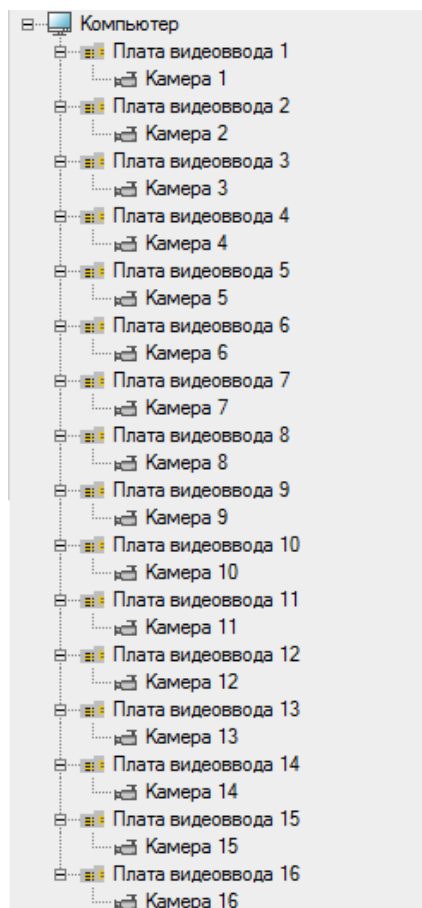 Компьютер
Плата видеоввода 1
Камера 1
Плата видеоввода 2
Камера 2
Плата видеоввода 3
Камера 3
Плата видеоввода 4
Камера 4
Плата видеоввода 5
Камера 5
Плата видеоввода 6
Камера 6
Плата видеоввода 7
Камера 7
Плата видеоввода 8
Камера 8
Плата видеоввода 9
Камера 9
Плата видеоввода 10
Камера 10
Плата видеоввода 11
Камера 11
Плата видеоввода 12
Камера 12
Плата видеоввода 13
Камера 13
Плата видеоввода 14
Камера 14
Плата видеоввода 15
Камера 15
Плата видеоввода 16
Камера 16